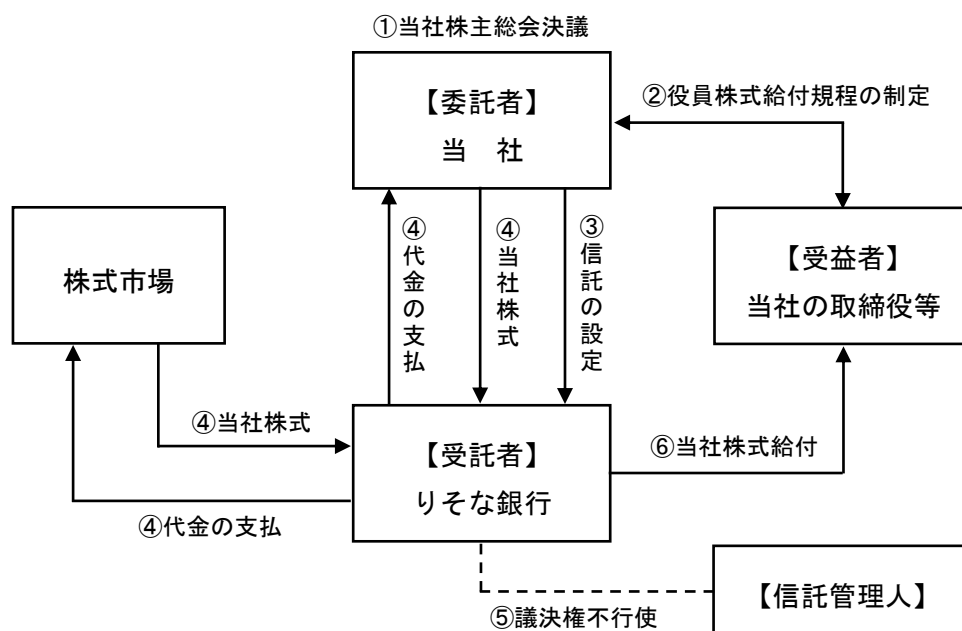 ①当社株主総会決議
【委託者】
当　社
②役員株式給付規程の制定
株式市場
④代金の支払
④当社株式
③信託の設定
【受益者】
当社の取締役等
④当社株式
【受託者】
りそな銀行
⑥当社株式給付
④代金の支払
⑤議決権不行使
【信託管理人】